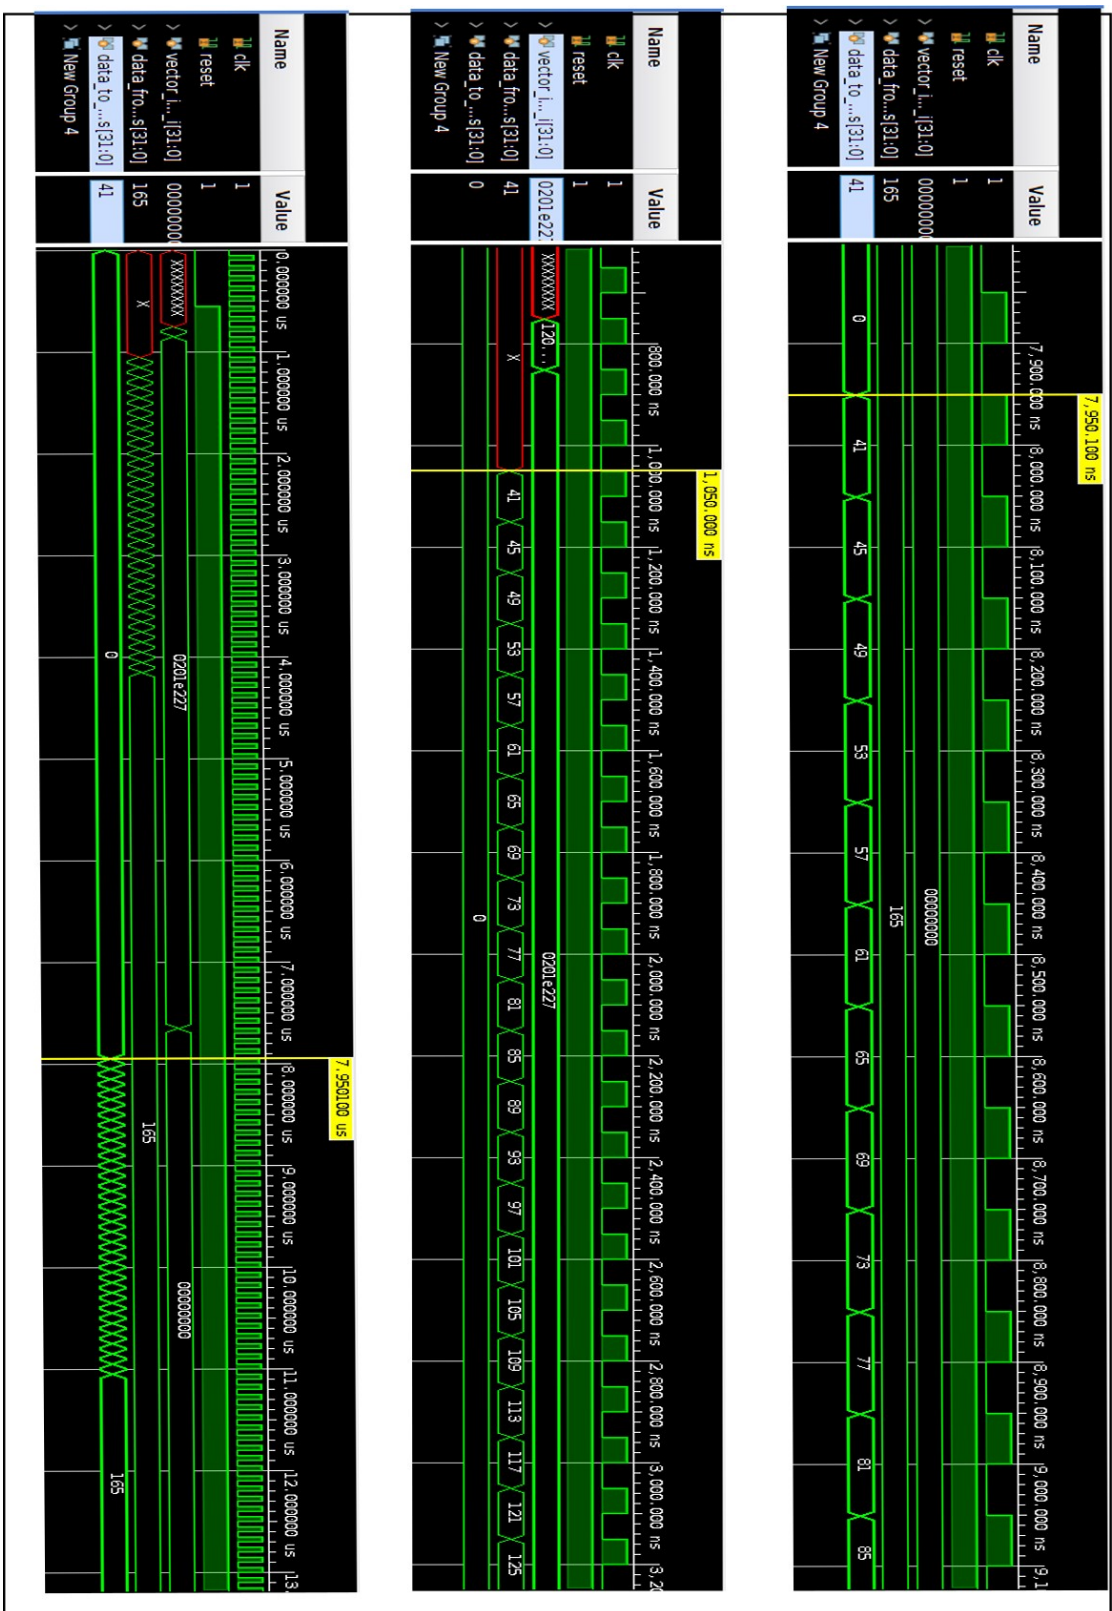 7,950.100 ns
Name Value 7,900.000 ns 8,000.000 ns 8,100.000 ns 8,200.000 ns 8,300.000 ns 8,400.000 ns 8,500.000 ns 8,600.000 ns 8,700.000 ns 8,800.000 ns 8,900.000 ns 9,000.000 ns 9,1
clk 1
reset 1
vector_i..._i[31:0] 00000000 00000000
data_fro...s[31:0] 165 165
data_to_...s[31:0] 41 0 41 45 49 53 57 61 65 69 73 77 81 85
New Group 4
1,050.000 ns
Name Value 800.000 ns 1,000.000 ns 1,200.000 ns 1,400.000 ns 1,600.000 ns 1,800.000 ns 2,000.000 ns 2,200.000 ns 2,400.000 ns 2,600.000 ns 2,800.000 ns 3,000.000 ns 3,20
clk 1
reset 1
vector_i..._i[31:0] 0201e22 XXXXXXXX 120... 0201e227
data_fro...s[31:0] 41 X 41 45 49 53 57 61 65 69 73 77 81 85 89 93 97 101 105 109 113 117 121 125
data_to_...s[31:0] 0 0
New Group 4
7.950100 us
Name Value 0.000000 us 1.000000 us 2.000000 us 3.000000 us 4.000000 us 5.000000 us 6.000000 us 7.000000 us 8.000000 us 9.000000 us 10.000000 us 11.000000 us 12.000000 us 13.
clk 1
reset 1
vector_i..._i[31:0] 00000000 XXXXXXXX 0201e227 00000000
data_fro...s[31:0] 165 X 165
data_to_...s[31:0] 41 0 165
New Group 4